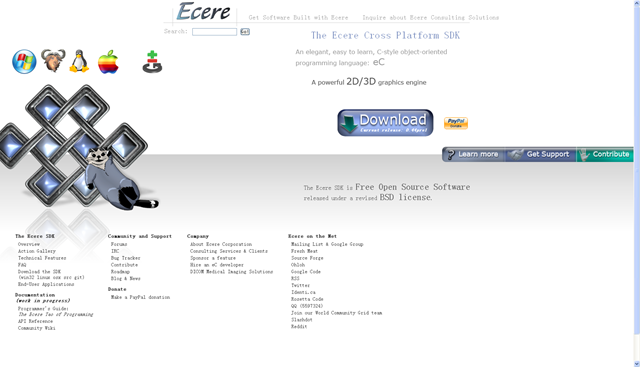 Ecere
Get Software Built with Ecere
Inquire about Ecere Consulting Solutions
Search:
Go!
The Ecere Cross Platform SDK
An elegant, easy to learn, C-style object-oriented
programming language: eC
A powerful 2D/3D graphics engine
Download
PayPal
Donate
? Learn more
Get Support
Contribute
The Ecere SDK is Free Open Source Software
released under a revised BSD license.
The Ecere SDK
Overview
Action Gallery
Technical Features
FAQ
Download the SDK
(win32 linux osx src git)
End-User Applications
Documentation
(work in progress)
Programmer's Guide:
The Ecere Tao of Programming
API Reference
Community Wiki
Community and Support
Forums
IRC
Bug Tracker
Contribute
Roadmap
Blog & News
Donate
Make a PayPal donation
Company
About Ecere Corporation
Consulting Services & Clients
Sponsor a feature
Hire an eC developer
DICOM Medical Imaging Solutions
Ecere on the Net
Mailing List & Google Group
Fresh Meat
Source Forge
Ohloh
Google Code
RSS
Twitter
Identi.ca
Rosetta Code
QQ (5597324)
Join our World Community Grid team
Slashdot
Reddit